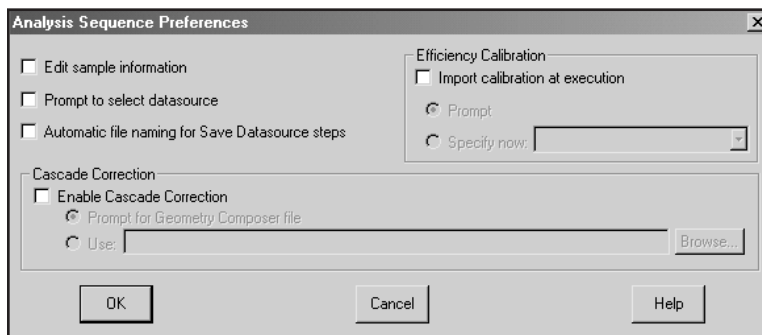 Analysis Sequence Preferences
Edit sample information
Prompt to select datasource
Automatic file naming for Save Datasource steps
Efficiency Calibration
Import calibration at execution
Prompt
Specify now:
Cascade Correction
Enable Cascade Correction
Prompt for Geometry Composer file
Use:
Browse...
OK
Cancel
Help